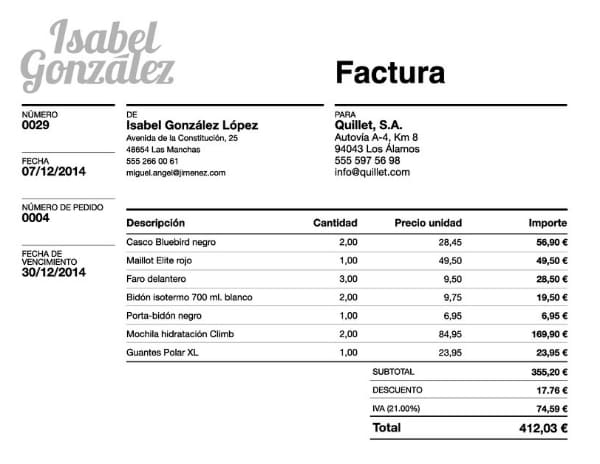 Isabel
González
Factura
NÚMERO
0029
FECHA
07/12/2014
NÚMERO DE PEDIDO
0004
FECHA DE
VENCIMIENTO
30/12/2014
DE
Isabel González López
Avenida de la Constitución, 25
48654 Las Manchas
555 266 00 61
miguel.angel@jimenez.com
PARA
Quillet, S.A.
Autovía A-4, Km 8
94043 Los Álamos
555 597 56 98
info@quillet.com
Descripción Cantidad Precio unidad Importe
Casco Bluebird negro 2,00 28,45 56,90 €
Maillot Elite rojo 1,00 49,50 49,50 €
Faro delantero 3,00 9,50 28,50 €
Bidón isotermo 700 ml. blanco 2,00 9,75 19,50 €
Porta-bidón negro 1,00 6,95 6,95 €
Mochila hidratación Climb 2,00 84,95 169,90 €
Guantes Polar XL 1,00 23,95 23,95 €
SUBTOTAL 355,20 €
DESCUENTO 17.76 €
IVA (21.00%) 74,59 €
Total 412,03 €